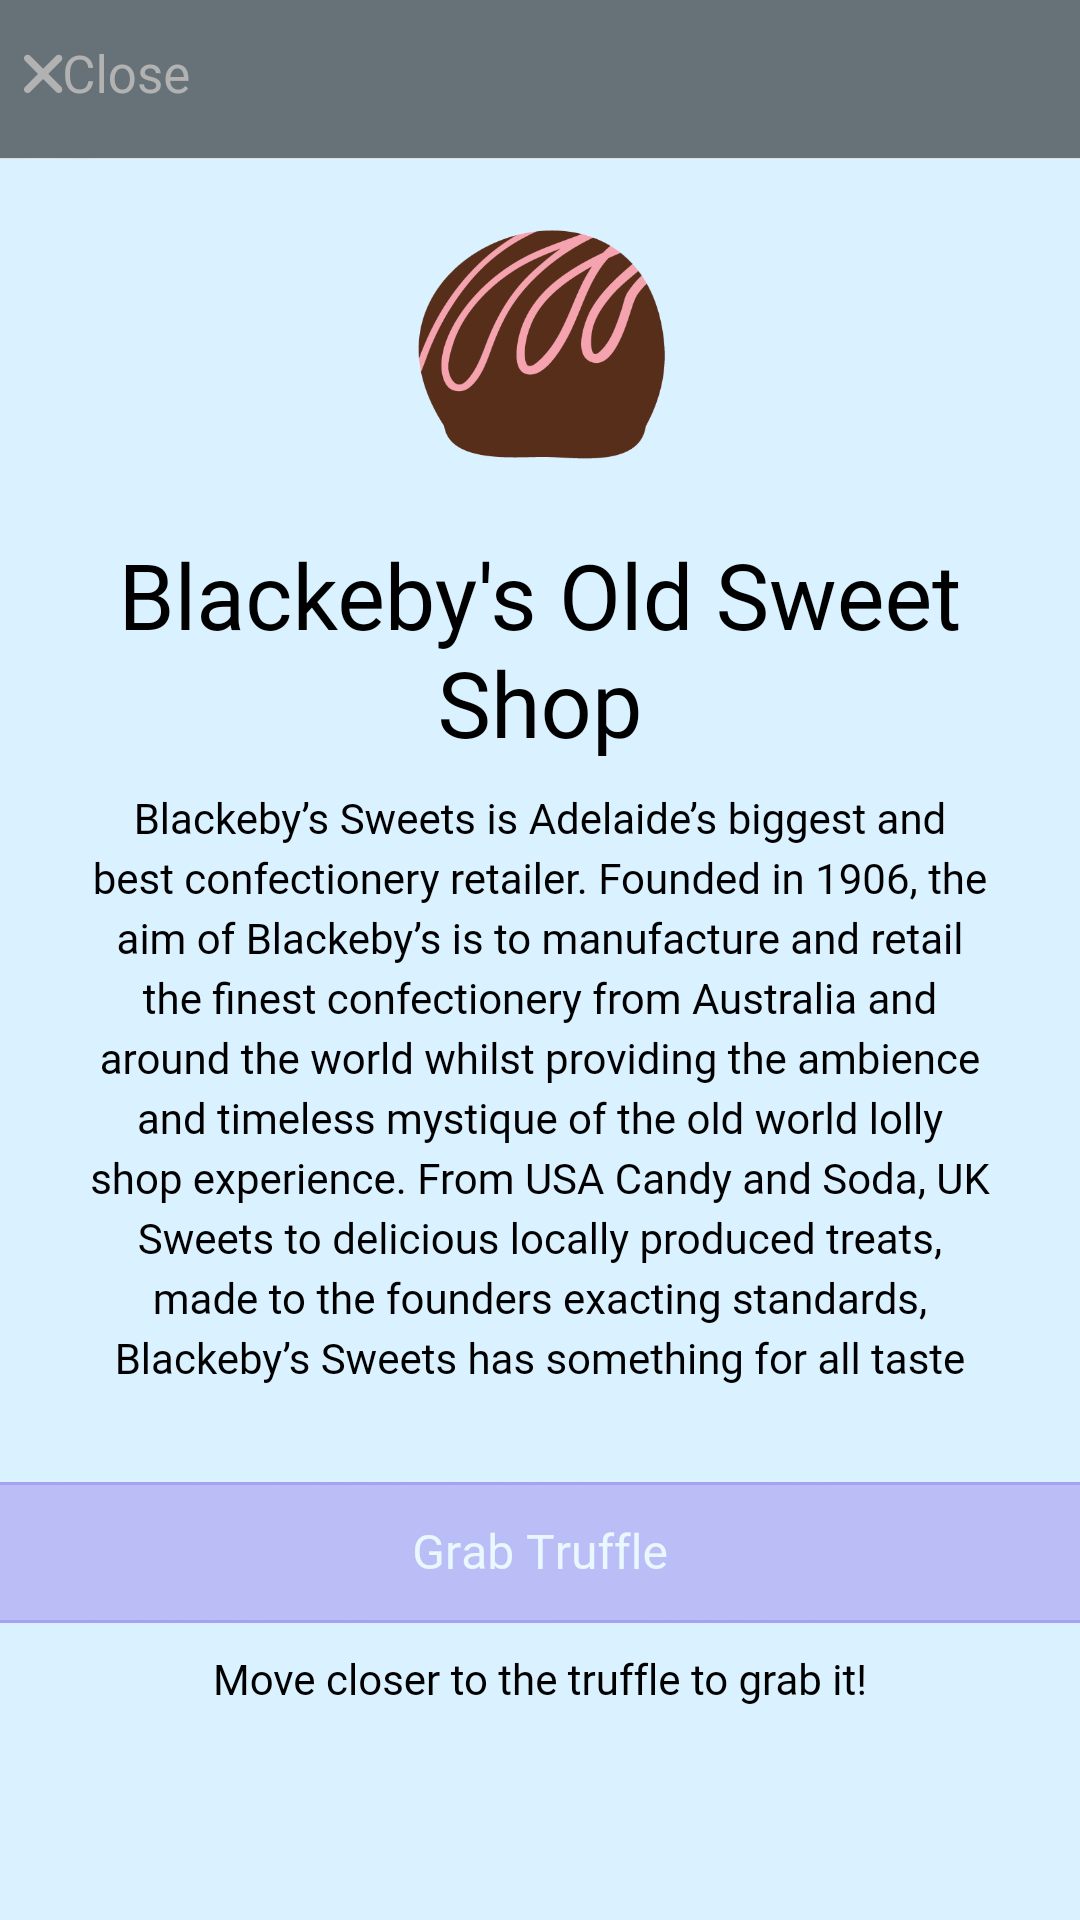 Close
Blackeby's Old Sweet
Shop
Blackeby’s Sweets is Adelaide’s biggest and
best confectionery retailer. Founded in 1906, the
aim of Blackeby’s is to manufacture and retail
the finest confectionery from Australia and
around the world whilst providing the ambience
and timeless mystique of the old world lolly
shop experience. From USA Candy and Soda, UK
Sweets to delicious locally produced treats,
made to the founders exacting standards,
Blackeby’s Sweets has something for all taste
Grab Truffle
Move closer to the truffle to grab it!